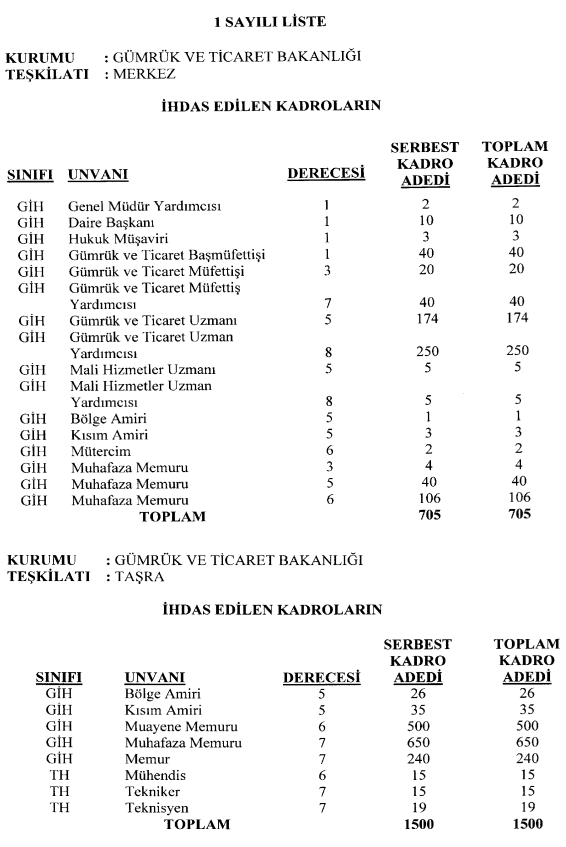 1 SAYILI LİSTE
KURUMU : GÜMRÜK VE TİCARET BAKANLIĞI
TEŞKİLATI : MERKEZ
İHDAS EDİLEN KADROLARIN
SERBEST TOPLAM
KADRO KADRO
SINIFI UNVANI DERECESİ ADEDİ ADEDİ
GİH Genel Müdür Yardımcısı 1 2 2
GİH Daire Başkanı 1 10 10
GİH Hukuk Müşaviri 1 3 3
GİH Gümrük ve Ticaret Başmüfettişi 1 40 40
GİH Gümrük ve Ticaret Müfettişi 3 20 20
GİH Gümrük ve Ticaret Müfettiş
Yardımcısı 7 40 40
GİH Gümrük ve Ticaret Uzmanı 5 174 174
GİH Gümrük ve Ticaret Uzman
Yardımcısı 8 250 250
GİH Mali Hizmetler Uzmanı 5 5 5
GİH Mali Hizmetler Uzman
Yardımcısı 8 5 5
GİH Bölge Amiri 5 1 1
GİH Kısım Amiri 5 3 3
GİH Mütercim 6 2 2
GİH Muhafaza Memuru 3 4 4
GİH Muhafaza Memuru 5 40 40
GİH Muhafaza Memuru 6 106 106
TOPLAM 705 705
KURUMU : GÜMRÜK VE TİCARET BAKANLIĞI
TEŞKİLATI : TAŞRA
İHDAS EDİLEN KADROLARIN
SERBEST TOPLAM
KADRO KADRO
SINIFI UNVANI DERECESİ ADEDİ ADEDİ
GİH Bölge Amiri 5 26 26
GİH Kısım Amiri 5 35 35
GİH Muayene Memuru 6 500 500
GİH Muhafaza Memuru 7 650 650
GİH Memur 7 240 240
TH Mühendis 6 15 15
TH Tekniker 7 15 15
TH Teknisyen 7 19 19
TOPLAM 1500 1500